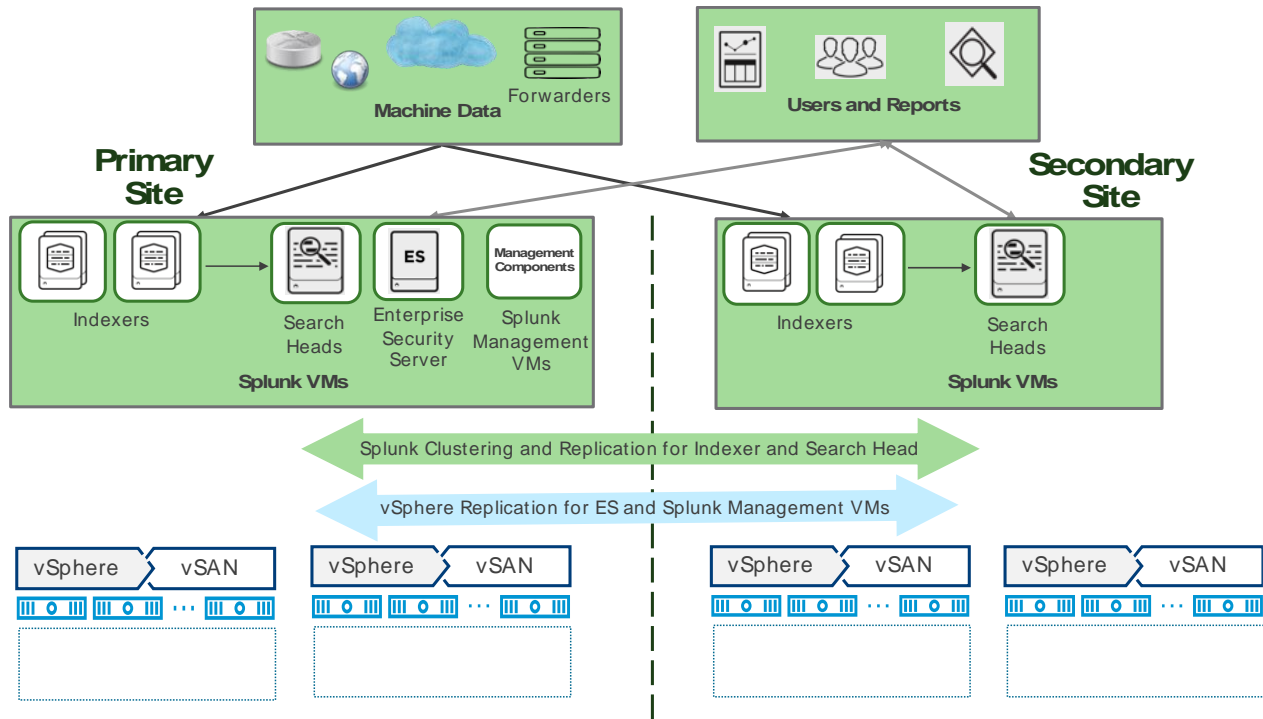 Forwarders
Machine Data
Users and Reports
Primary
Site
Secondary
Site
Indexers
Search
Heads
ES
Enterprise
Security
Server
Management
Components
Splunk
Management
VMs
Splunk VMs
Indexers
Search
Heads
Splunk VMs
Splunk Clustering and Replication for Indexer and Search Head
vSphere Replication for ES and Splunk Management VMs
vSphere
vSAN
vSphere
vSAN
vSphere
vSAN
vSphere
vSAN